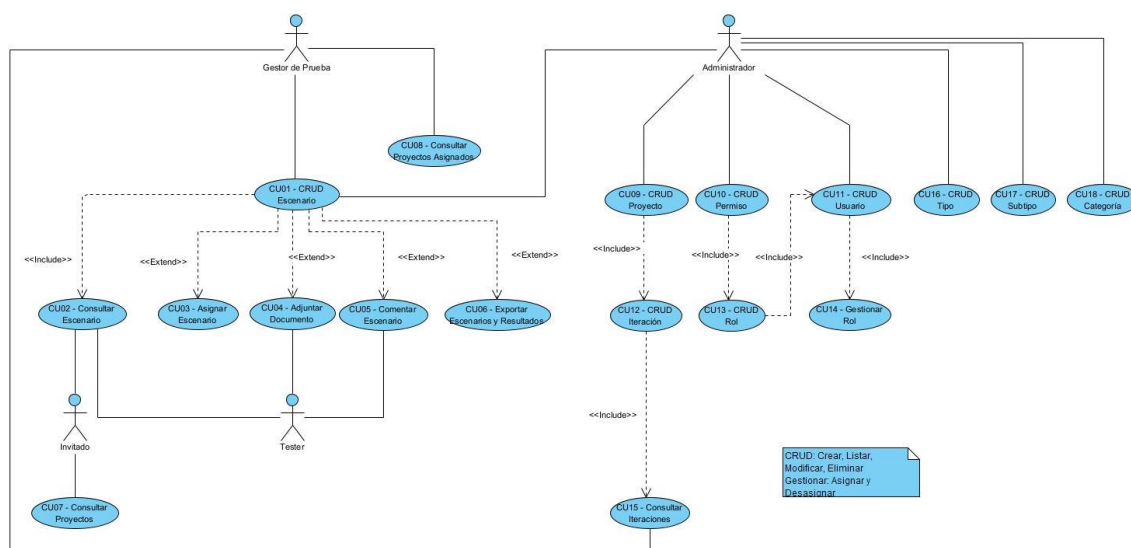 Gestor de Prueba
Administrador
CU08 - Consultar
Proyectos Asignados
CU01 - CRUD
Escenario
CU09 - CRUD
Proyecto
CU10 - CRUD
Permiso
CU11 - CRUD
Usuario
CU16 - CRUD
Tipo
CU17 - CRUD
Subtipo
CU18 - CRUD
Categoría
<<Include>>
<<Extend>>
<<Extend>>
<<Extend>>
<<Extend>>
<<Include>>
<<Include>>
<<Include>>
<<Include>>
CU02 - Consultar
Escenario
CU03 - Asignar
Escenario
CU04 - Adjuntar
Documento
CU05 - Comentar
Escenario
CU06 - Exportar
Escenarios y Resultados
CU12 - CRUD
Iteración
CU13 - CRUD
Rol
CU14 - Gestionar
Rol
<<Include>>
Invitado
Tester
CRUD: Crear, Listar,
Modificar, Eliminar
Gestionar: Asignar y
Desasignar
CU07 - Consultar
Proyectos
CU15 - Consultar
Iteraciones